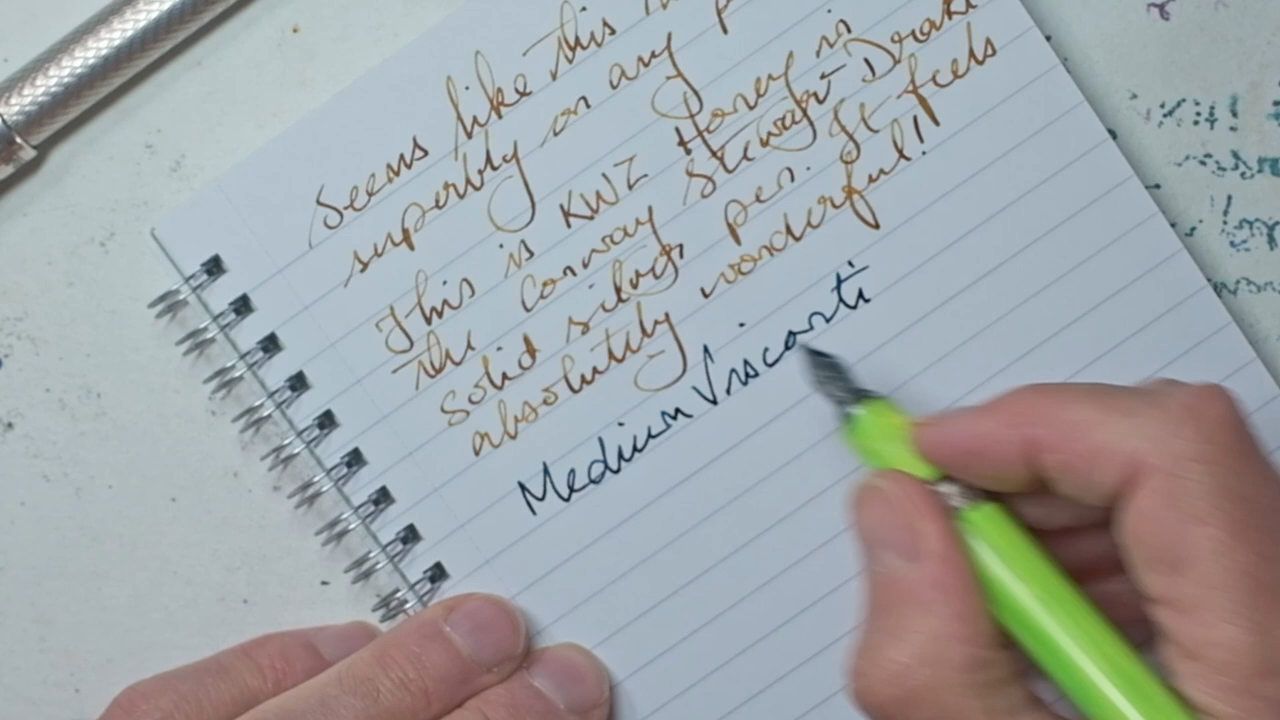 Seems like this
superbly on any
This is KWZ Honey in
the Conway Stewart Drake
solid silver pen. It feels
absolutely wonderful!
Medium Visconti